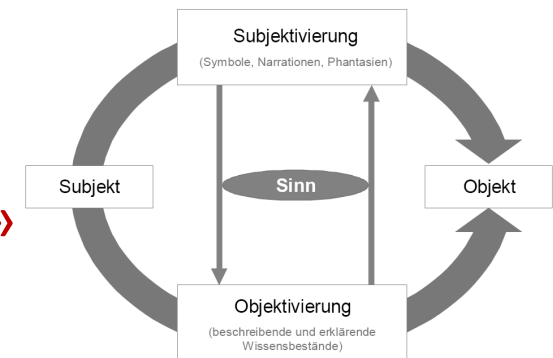 Subjektivierung
(Symbole, Narrationen, Phantasien)
Subjekt
Sinn
Objekt
Objektivierung
(beschreibende und erklärende
Wissensbestände)